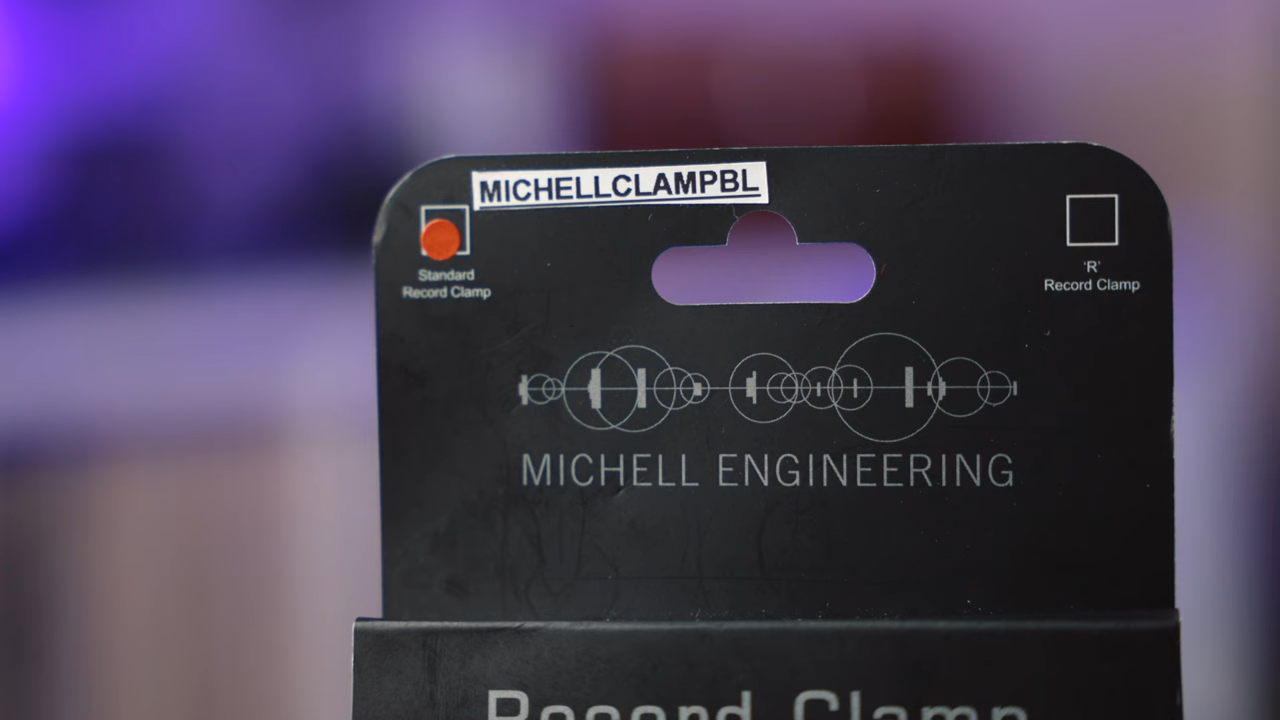 MICHELLCLAMPBL
Standard
Record Clamp
'R'
Record Clamp
MICHELL ENGINEERING
Record Clamp